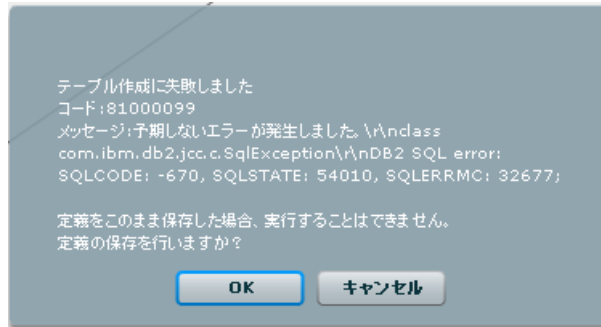 テーブル作成に失敗しました
コード:81000099
メッセージ:予期しないエラーが発生しました。\r\nclass
com.ibm.db2.jcc.c.SqlException\r\nDB2 SQL error:
SQLCODE: -670, SQLSTATE: 54010, SQLERRMC: 32677;
定義をこのまま保存した場合、実行することはできません。
定義の保存を行いますか？
OK
キャンセル